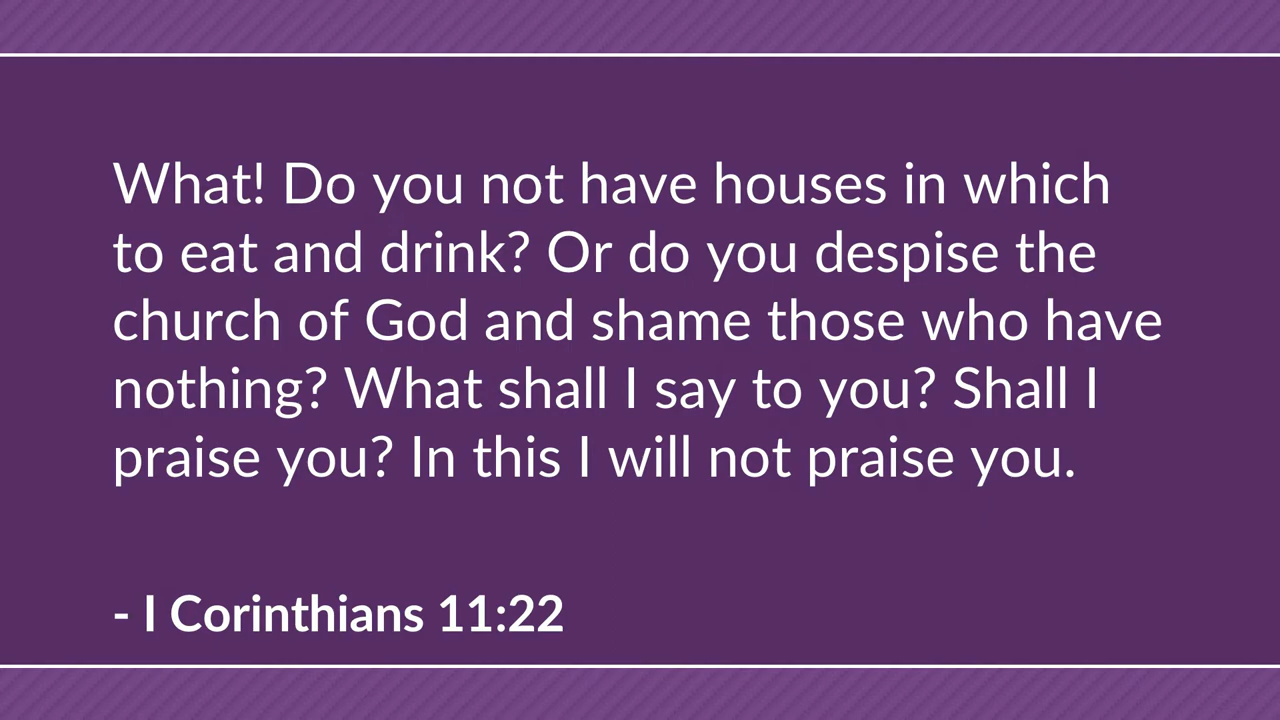 What! Do you not have houses in which
to eat and drink? Or do you despise the
church of God and shame those who have
nothing? What shall I say to you? Shall I
praise you? In this I will not praise you.
- I Corinthians 11:22